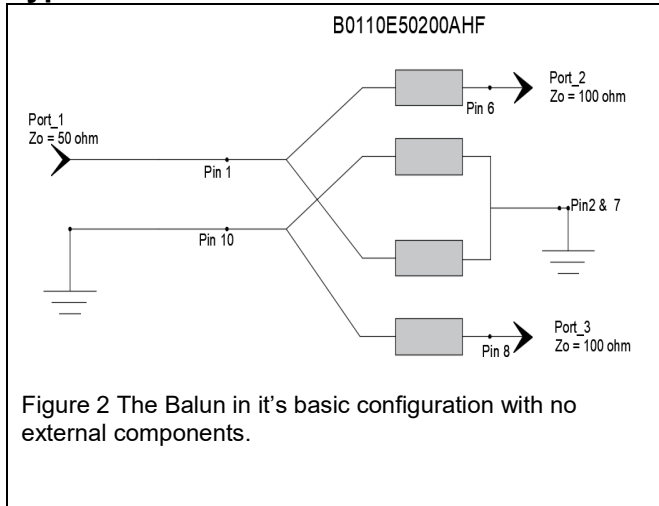 B0110E50200AHF
Port_2
Zo = 100 ohm
Pin 6
Port_1
Zo = 50 ohm
Pin 1
Pin2 & 7
Pin 10
Port_3
Zo = 100 ohm
Pin 8
Figure 2 The Balun in it's basic configuration with no
external components.